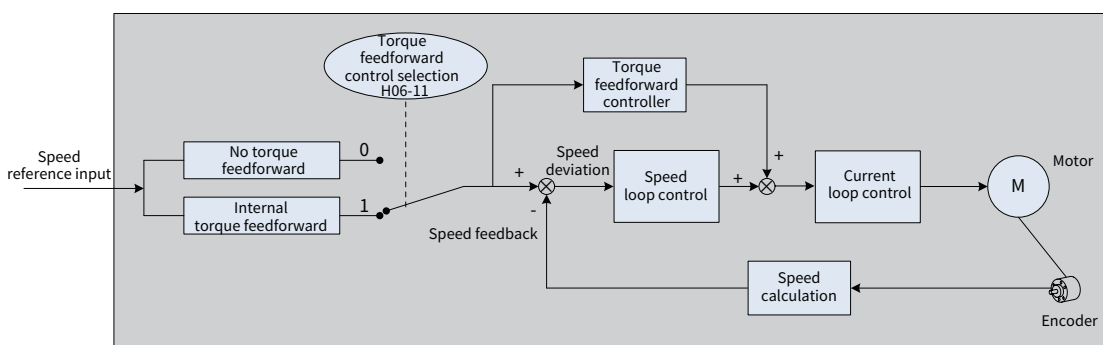 Torque
feedforward
control selection
H06-11
Torque
feedforward
controller
Speed
reference input
No torque
feedforward
0
Internal
torque feedforward
1
+
-
Speed
deviation
Speed feedback
Speed
loop control
+
+
Current
loop control
M
Motor
Speed
calculation
Encoder